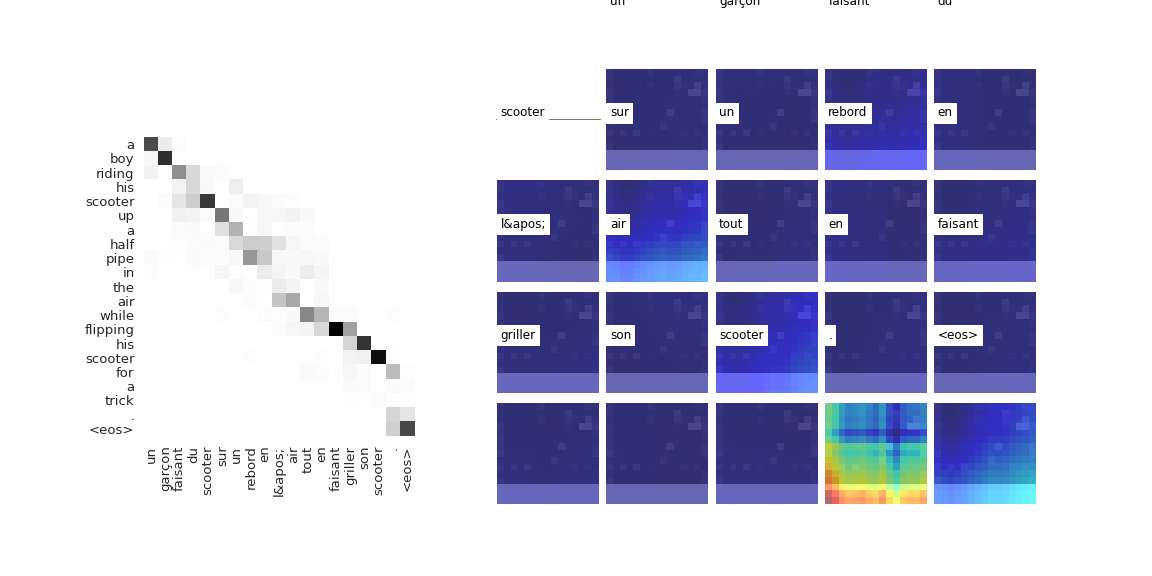 un garçon faisant du
scooter sur un rebord en
l&apos; air tout en faisant
griller son scooter . <eos>
a
boy
riding
his
scooter
up
a
half
pipe
in
the
air
while
flipping
his
scooter
for
a
trick
.
<eos>
un
garçon
faisant
du
scooter
sur
un
rebord
en
l&apos;
air
tout
en
faisant
griller
son
scooter
.
<eos>